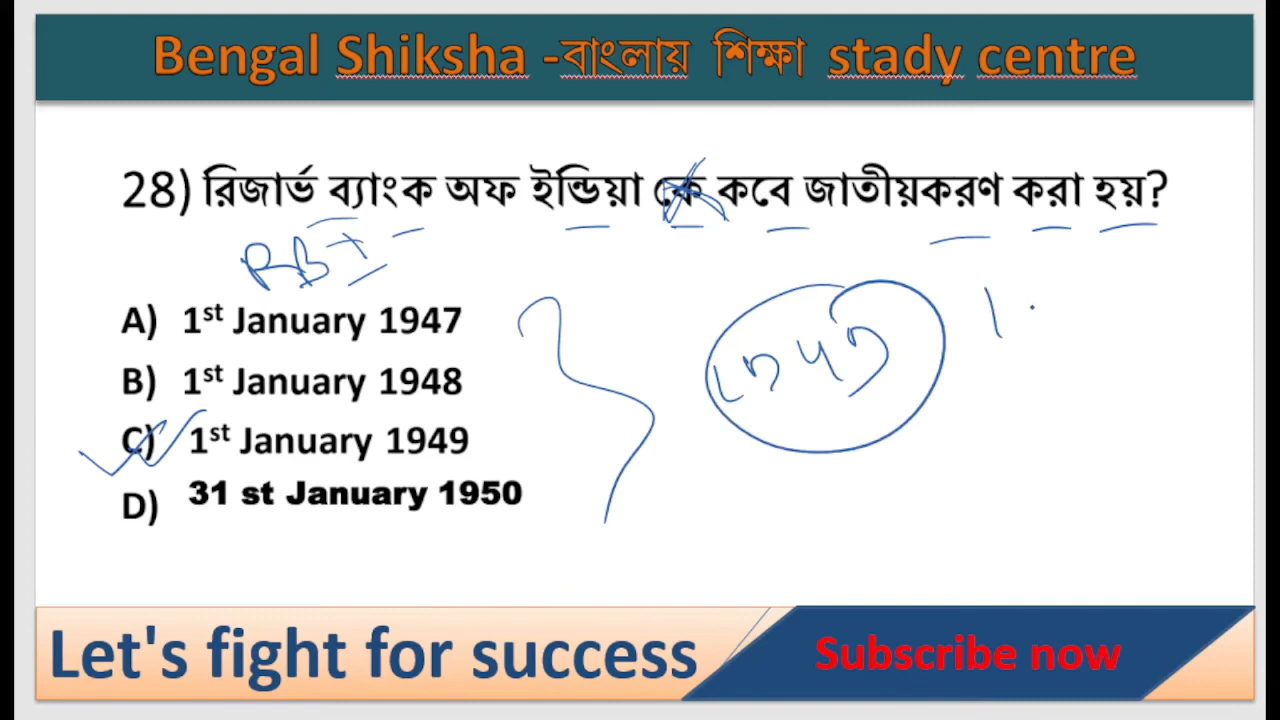 Bengal Shiksha -বাংলায় শিক্ষা stady centre
28) রিজার্ভ ব্যাংক অফ ইন্ডিয়া কে কবে জাতীয়করণ করা হয়?
RBI
A) 1st January 1947
B) 1st January 1948
C) 1st January 1949
D) 31 st January 1950
1949
Let's fight for success
Subscribe now